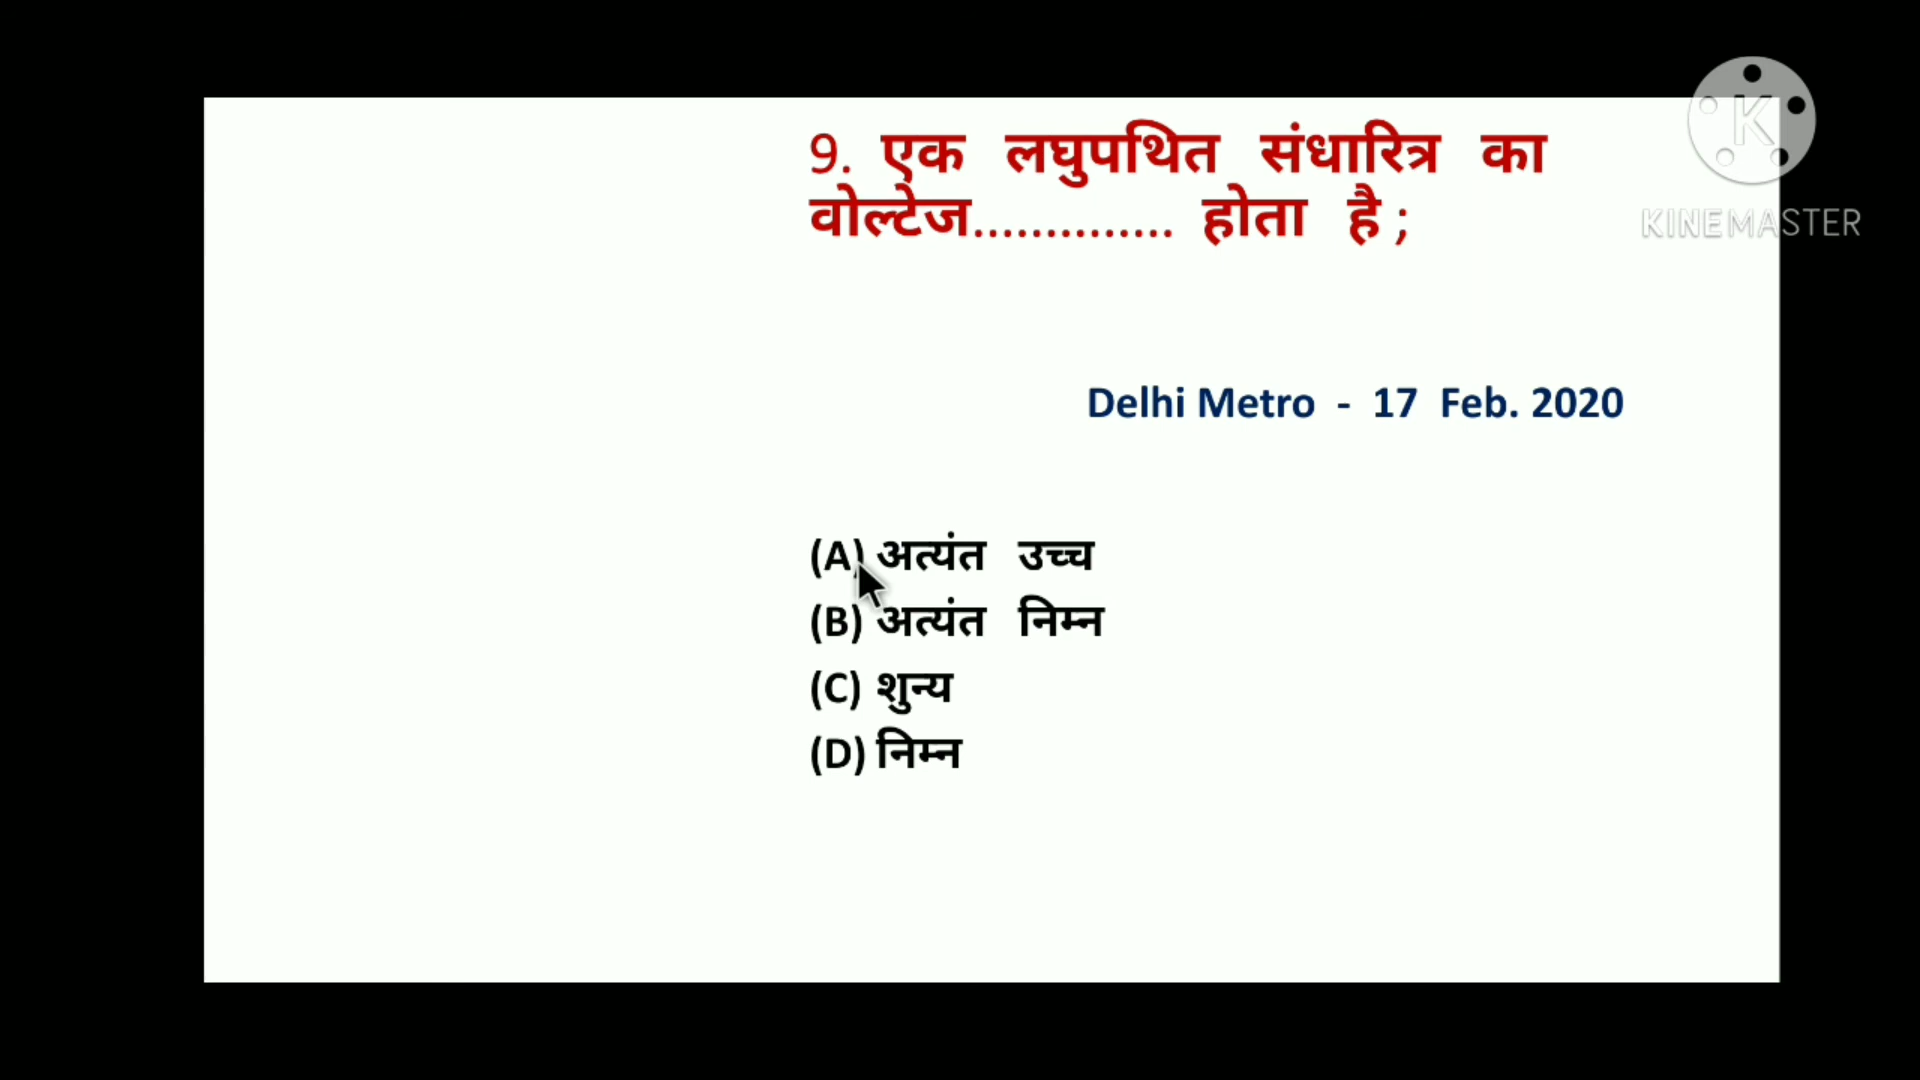 9. एक लघुपथित संधारित्र का
वोल्टेज.............. होता है ;
K
KINEMASTER
Delhi Metro - 17 Feb. 2020
(A) अत्यंत उच्च
(B) अत्यंत निम्न
(C) शुन्य
(D) निम्न